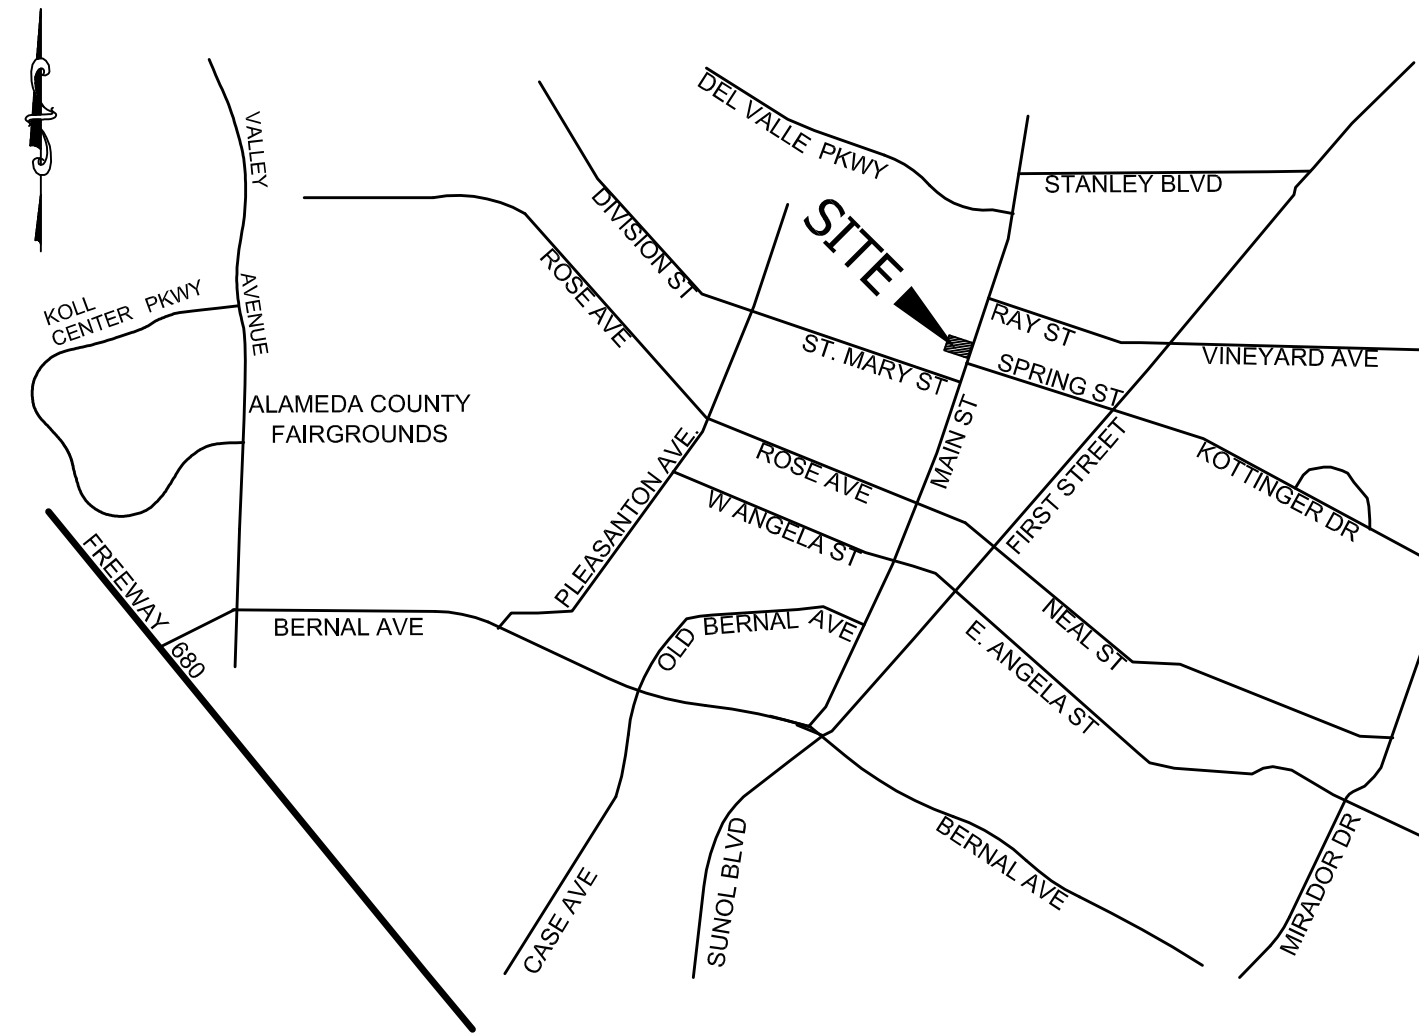 DEL VALLE PKWY
STANLEY BLVD
VALLEY
AVENUE
DIVISION ST
SITE
ROSE AVE
KOLL
CENTER PKWY
RAY ST
VINEYARD AVE
ST. MARY ST
SPRING ST
ALAMEDA COUNTY
FAIRGROUNDS
MAIN ST
PLEASANTON AVE.
ROSE AVE
FIRST STREET
KOTTINGER DR
W ANGELA ST
FREEWAY 680
BERNAL AVE
OLD BERNAL AVE
NEAL ST
E. ANGELA ST
CASE AVE
SUNOL BLVD
BERNAL AVE
MIRADOR DR